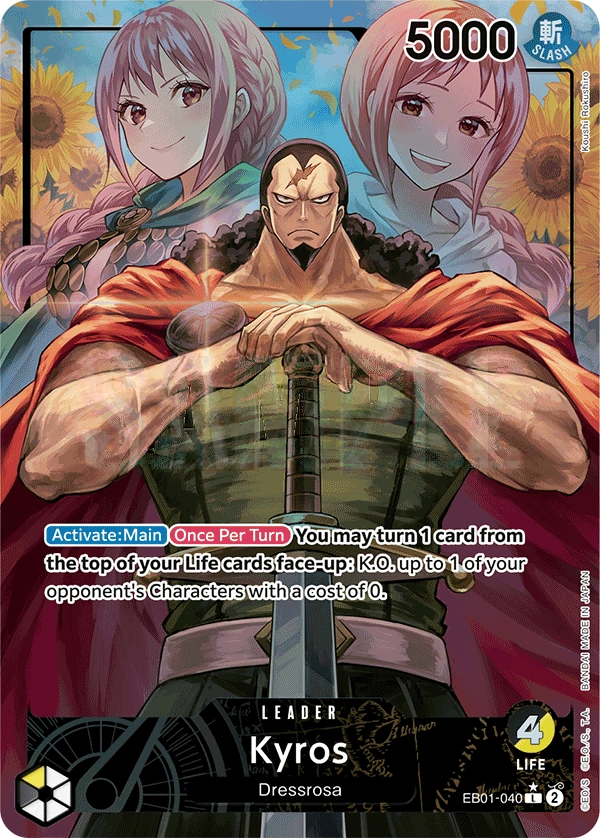 5000
斬
SLASH
Koushi Rokushiro
SAMPLE
Activate:Main Once Per Turn You may turn 1 card from
the top of your Life cards face-up: K.O. up to 1 of your
opponent's Characters with a cost of 0.
BANDAI MADE IN JAPAN
©EO/S ©E.O./S., T.A.
LEADER
Kyros
Dressrosa
4
LIFE
EB01-040 L 2